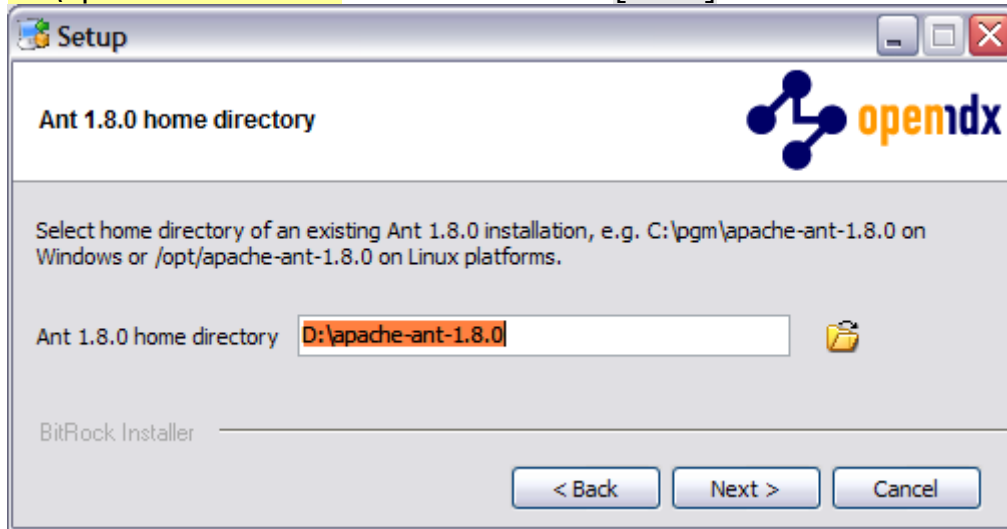 Setup
Ant 1.8.0 home directory
openmdx
Select home directory of an existing Ant 1.8.0 installation, e.g. C:\pgm\apache-ant-1.8.0 on
Windows or /opt/apache-ant-1.8.0 on Linux platforms.
Ant 1.8.0 home directory D:\apache-ant-1.8.0
BitRock Installer
< Back Next > Cancel